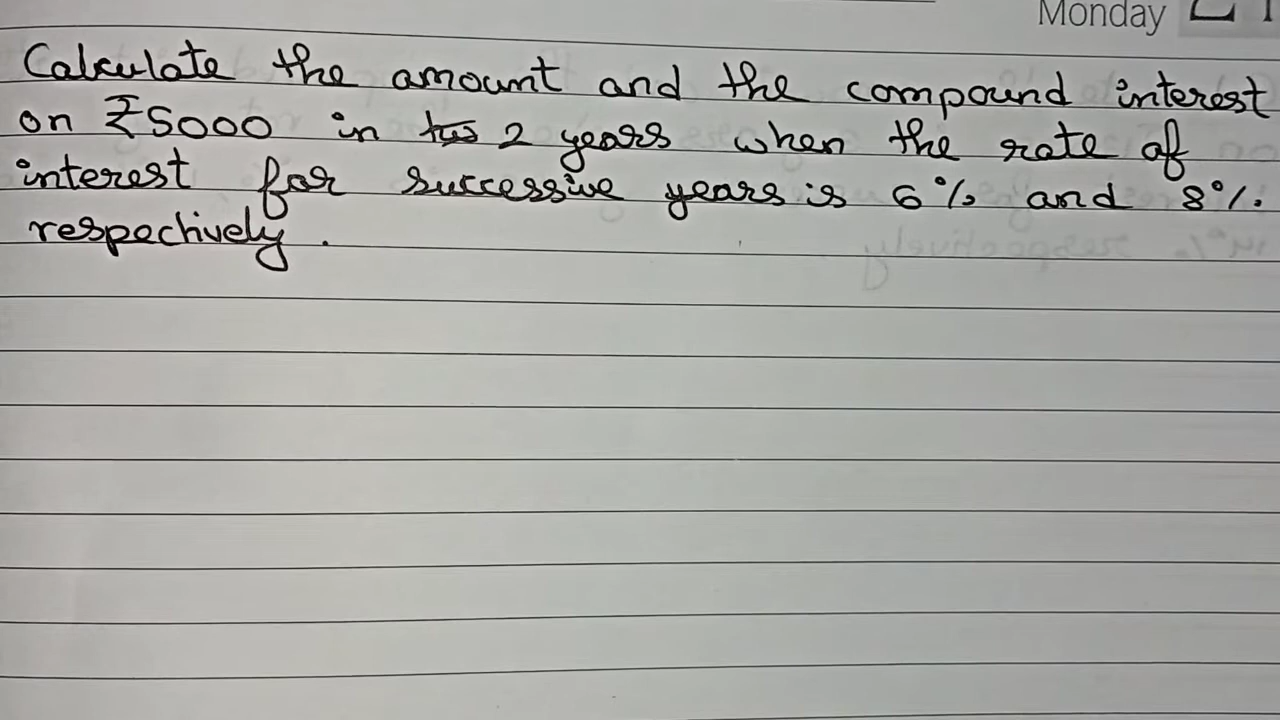 Monday
Calculate the amount and the compound interest
on ₹5000 in 2 years when the rate of
interest for successive years is 6% and 8%.
respectively.